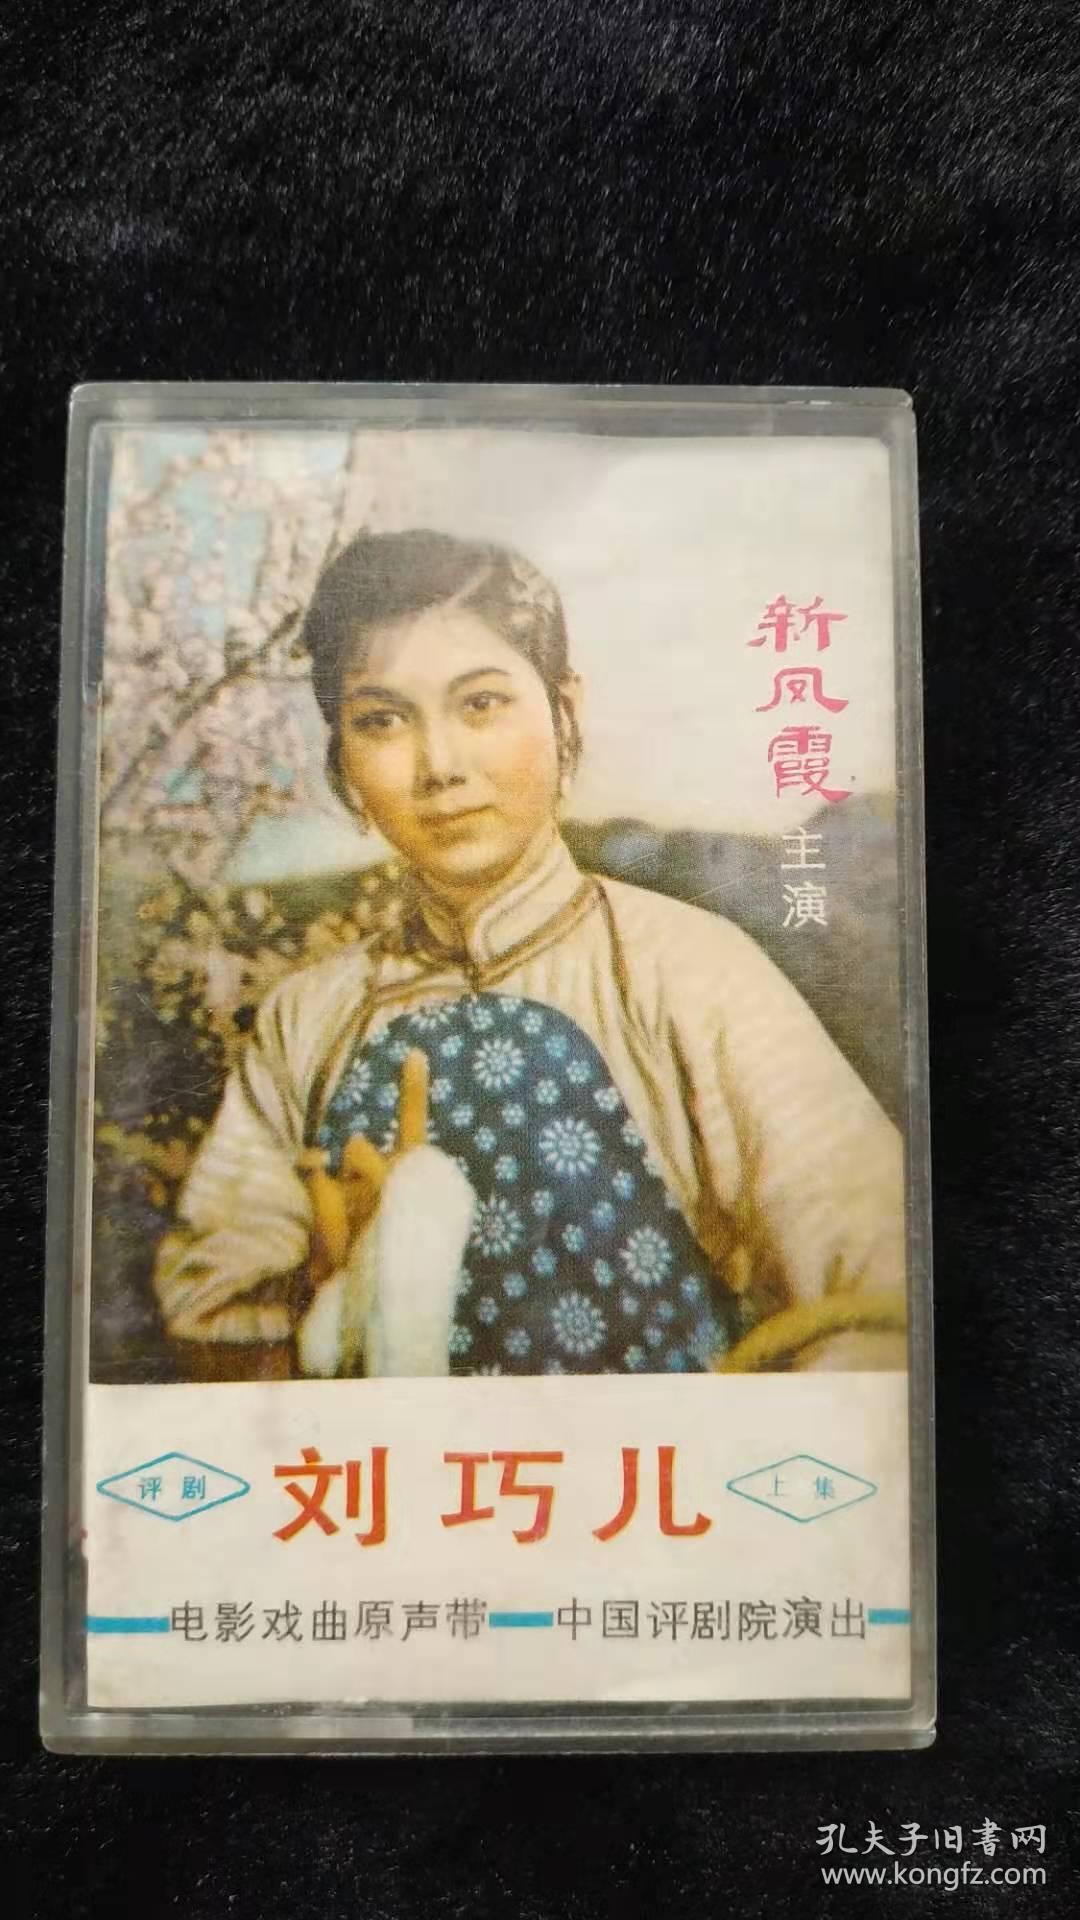 新凤霞
主演
评剧
刘巧儿
上集
电影戏曲原声带
中国评剧院演出
孔夫子旧書网
www.kongfz.com